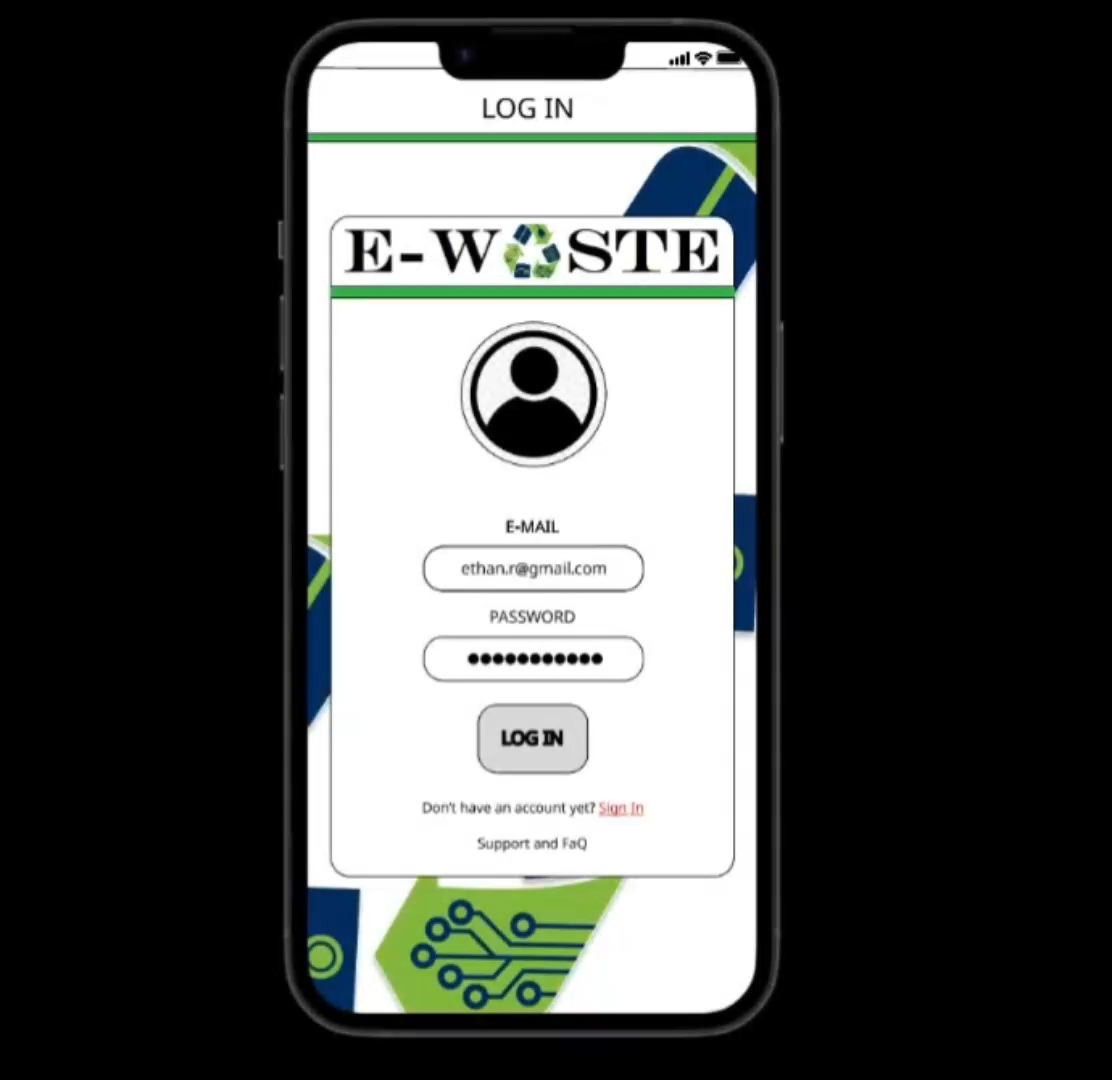 LOG IN
E-W STE
E-MAIL
ethan.r@gmail.com
PASSWORD
LOG IN
Don't have an account yet? Sign In
Support and FaQ